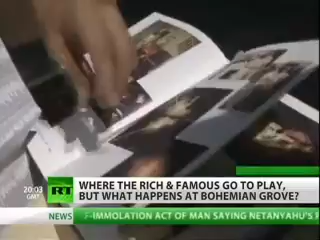 WHERE THE RICH & FAMOUS GO TO PLAY,
BUT WHAT HAPPENS AT BOHEMIAN GROVE?
20:03
GMT
RT
NEWS
F-IMMOLATION ACT OF MAN SAYING NETANYAHU'S P